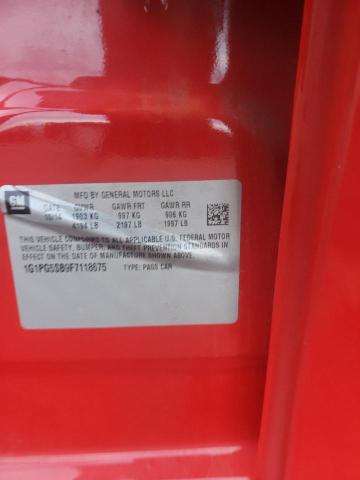 GM
MFD BY GENERAL MOTORS LLC
DATE GVWR GAWR FRT GAWR RR
10/14 1903 KG 997 KG 906 KG
4194 LB 2197 LB 1997 LB
THIS VEHICLE CONFORMS TO ALL APPLICABLE U.S. FEDERAL MOTOR
VEHICLE SAFETY, BUMPER, AND THEFT PREVENTION STANDARDS IN
EFFECT ON THE DATE OF MANUFACTURE SHOWN ABOVE.
1G1PG5SB9F7118675 TYPE: PASS CAR